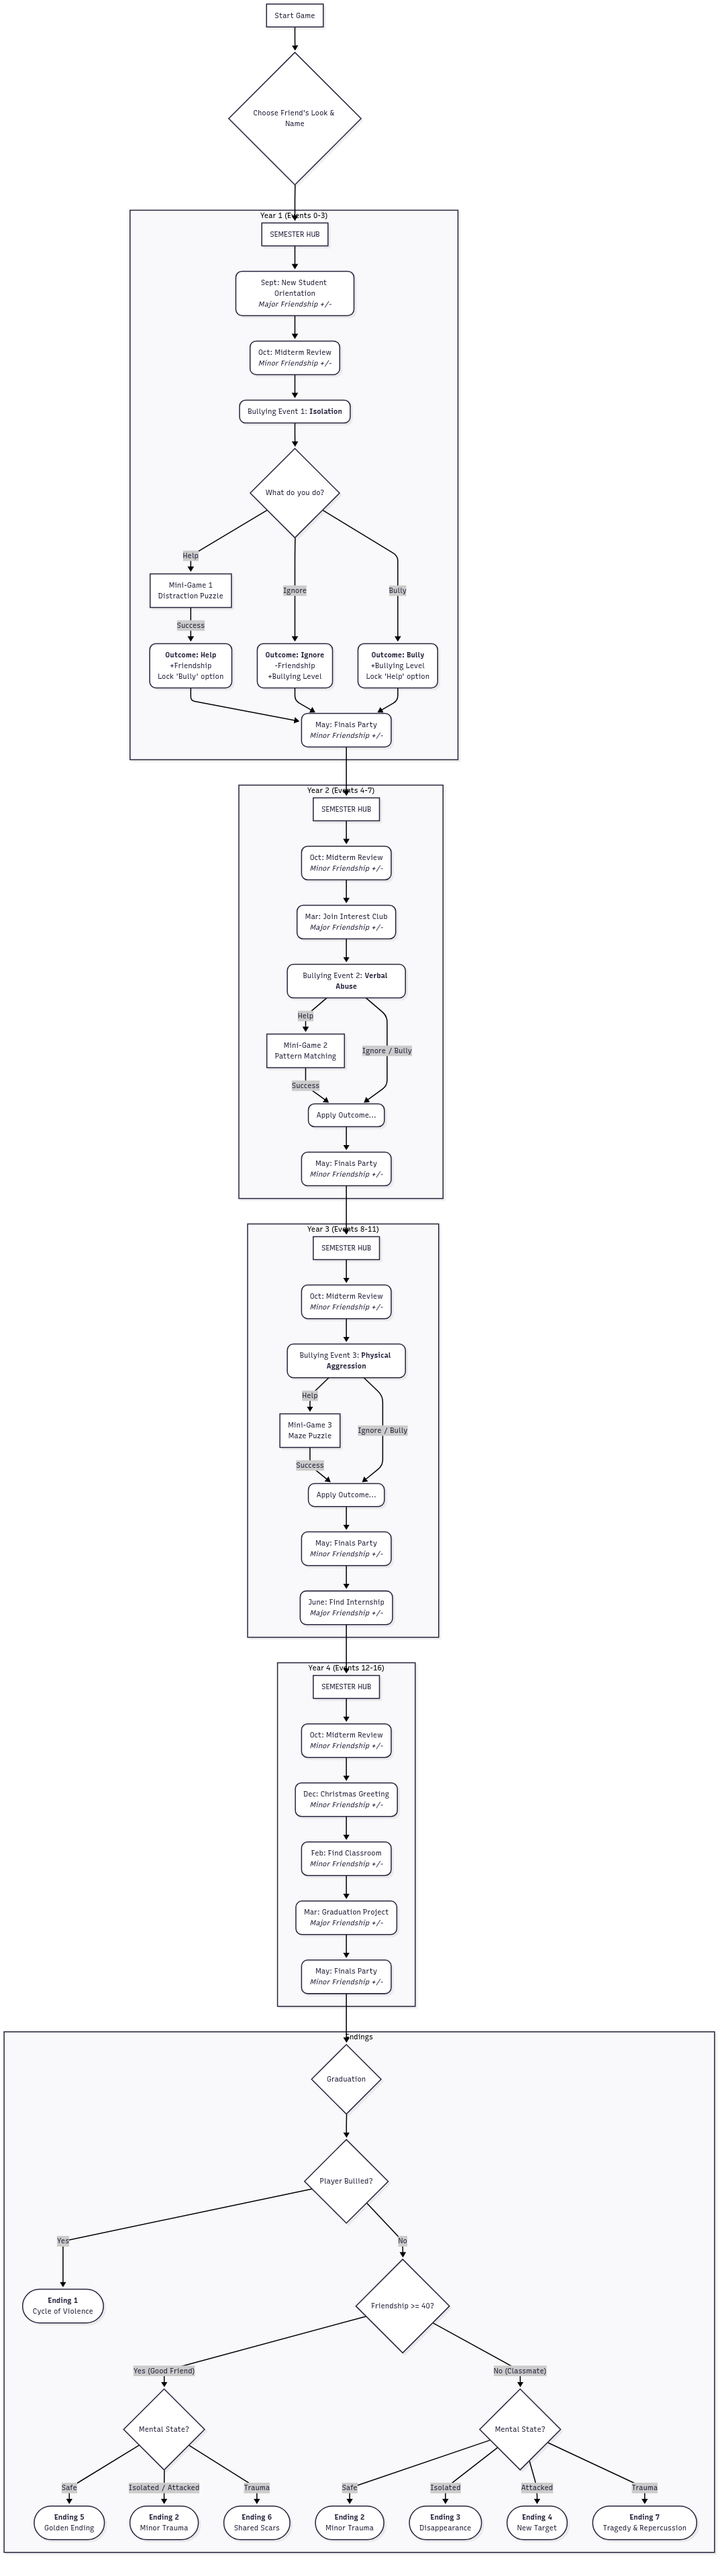 Start Game
Choose Friend's Look &
Name
Year 1 (Events 0-3)
SEMESTER HUB
Sept: New Student
Orientation
Major Friendship +/-
Oct: Midterm Review
Minor Friendship +/-
Bullying Event 1: Isolation
What do you do?
Help
Ignore
Bully
Mini-Game 1
Distraction Puzzle
Success
Outcome: Help
+Friendship
Lock 'Bully' option
Outcome: Ignore
-Friendship
+Bullying Level
Outcome: Bully
+Bullying Level
Lock 'Help' option
May: Finals Party
Minor Friendship +/-
Year 2 (Events 4-7)
SEMESTER HUB
Oct: Midterm Review
Minor Friendship +/-
Mar: Join Interest Club
Major Friendship +/-
Bullying Event 2: Verbal
Abuse
Help
Mini-Game 2
Pattern Matching
Ignore / Bully
Success
Apply Outcome...
May: Finals Party
Minor Friendship +/-
Year 3 (Events 8-11)
SEMESTER HUB
Oct: Midterm Review
Minor Friendship +/-
Bullying Event 3: Physical
Aggression
Help
Mini-Game 3
Maze Puzzle
Ignore / Bully
Success
Apply Outcome...
May: Finals Party
Minor Friendship +/-
June: Find Internship
Major Friendship +/-
Year 4 (Events 12-16)
SEMESTER HUB
Oct: Midterm Review
Minor Friendship +/-
Dec: Christmas Greeting
Minor Friendship +/-
Feb: Find Classroom
Minor Friendship +/-
Mar: Graduation Project
Major Friendship +/-
May: Finals Party
Minor Friendship +/-
Endings
Graduation
Player Bullied?
Yes
No
Ending 1
Cycle of Violence
Friendship >= 40?
Yes (Good Friend)
No (Classmate)
Mental State?
Mental State?
Safe
Isolated / Attacked
Trauma
Safe
Isolated
Attacked
Trauma
Ending 5
Golden Ending
Ending 2
Minor Trauma
Ending 6
Shared Scars
Ending 2
Minor Trauma
Ending 3
Disappearance
Ending 4
New Target
Ending 7
Tragedy & Repercussion